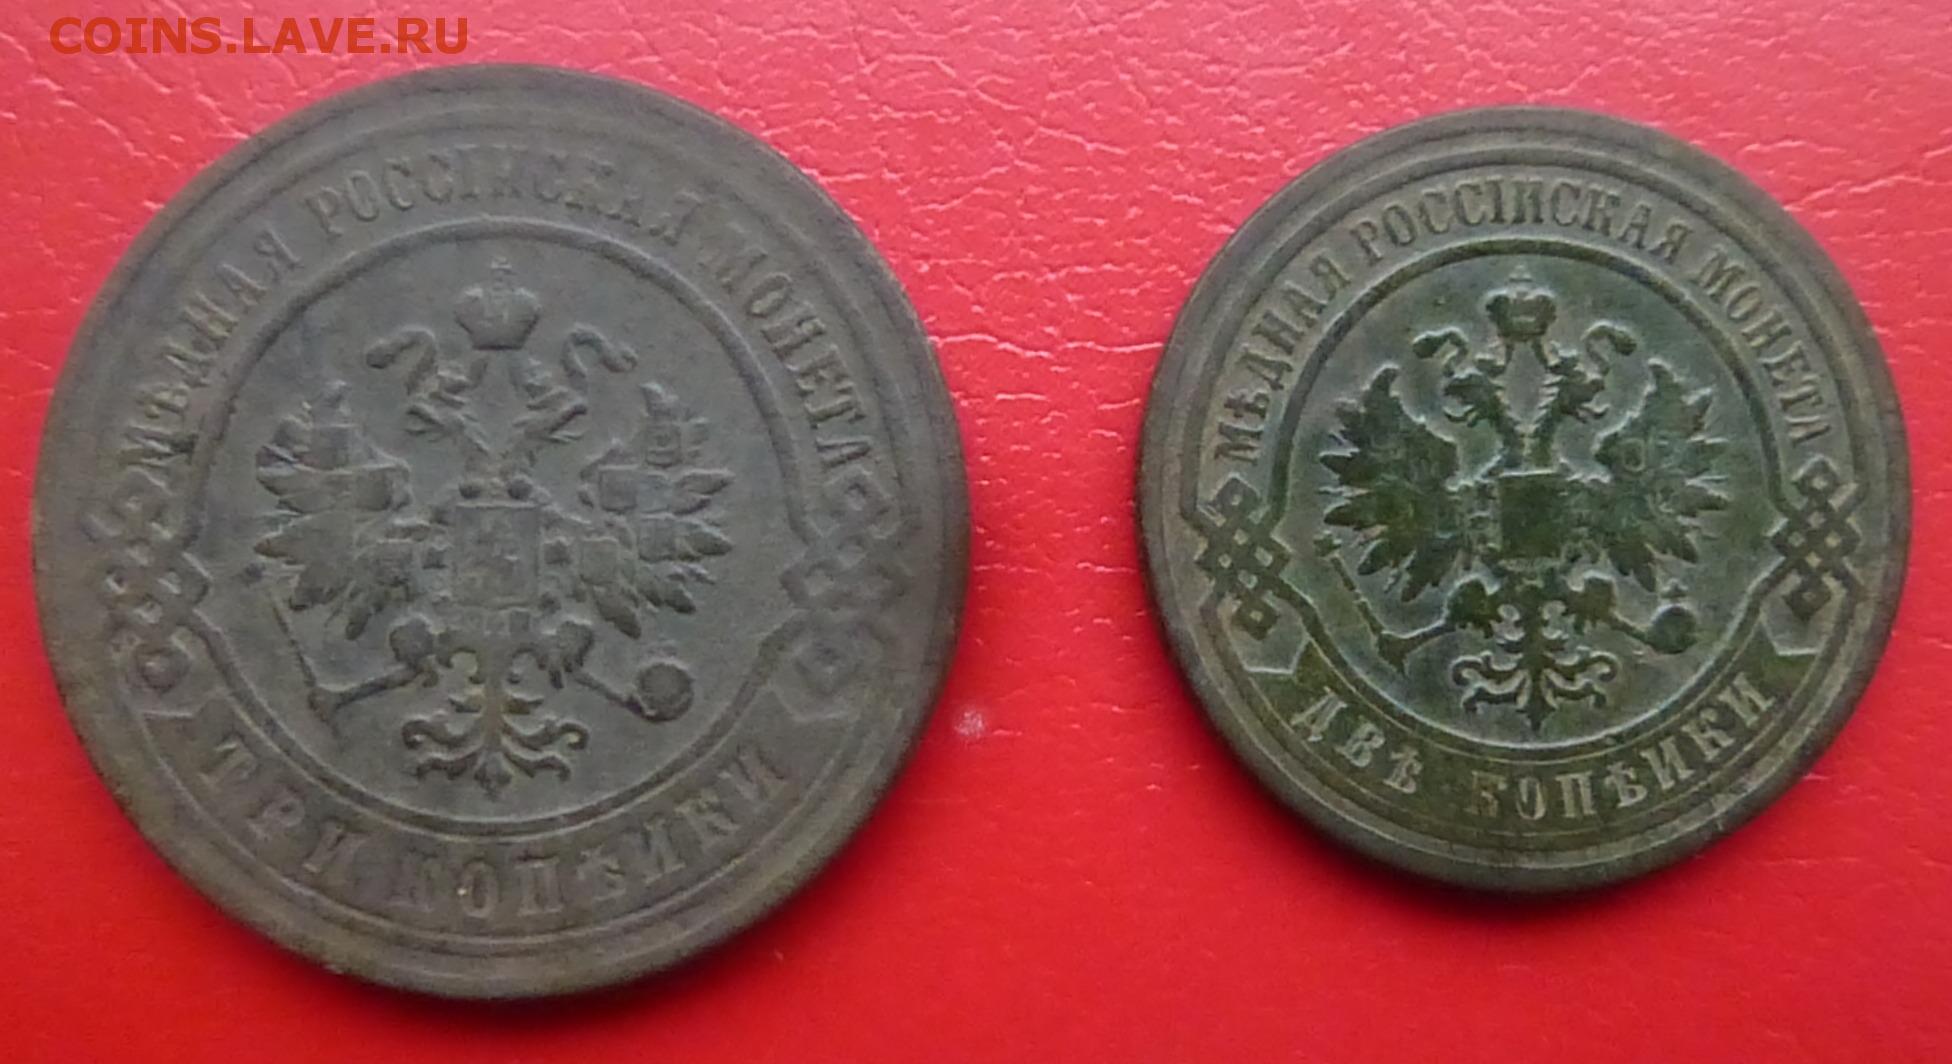 COINS.LAVE.RU
МѢДНАЯ РОССІЙСКАЯ МОНЕТА
ТРИ КОПѢЙКИ
МѢДНАЯ РОССІЙСКАЯ МОНЕТА
ДВѢ КОПѢЙКИ